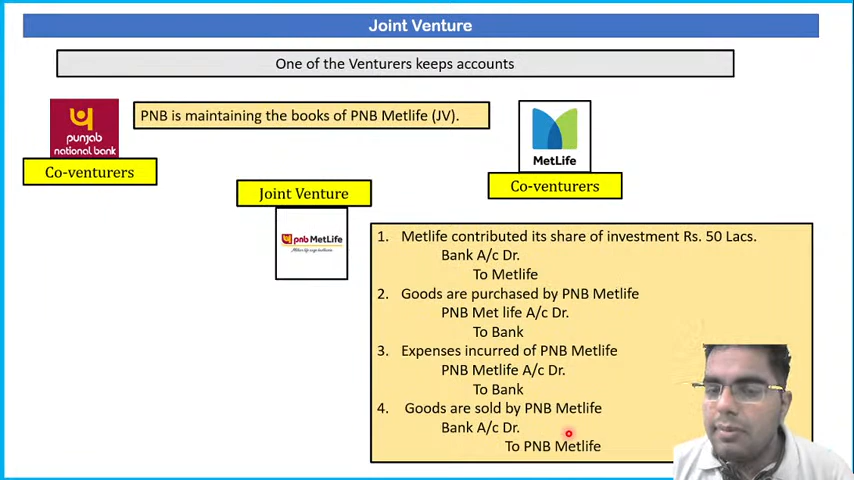 Joint Venture
One of the Venturers keeps accounts
PNB is maintaining the books of PNB Metlife (JV).
punjab
national bank
Co-venturers
MetLife
Co-venturers
Joint Venture
pnb MetLife
1. Metlife contributed its share of investment Rs. 50 Lacs.
Bank A/c Dr.
To Metlife
2. Goods are purchased by PNB Metlife
PNB Met life A/c Dr.
To Bank
3. Expenses incurred of PNB Metlife
PNB Metlife A/c Dr.
To Bank
4. Goods are sold by PNB Metlife
Bank A/c Dr.
To PNB Metlife